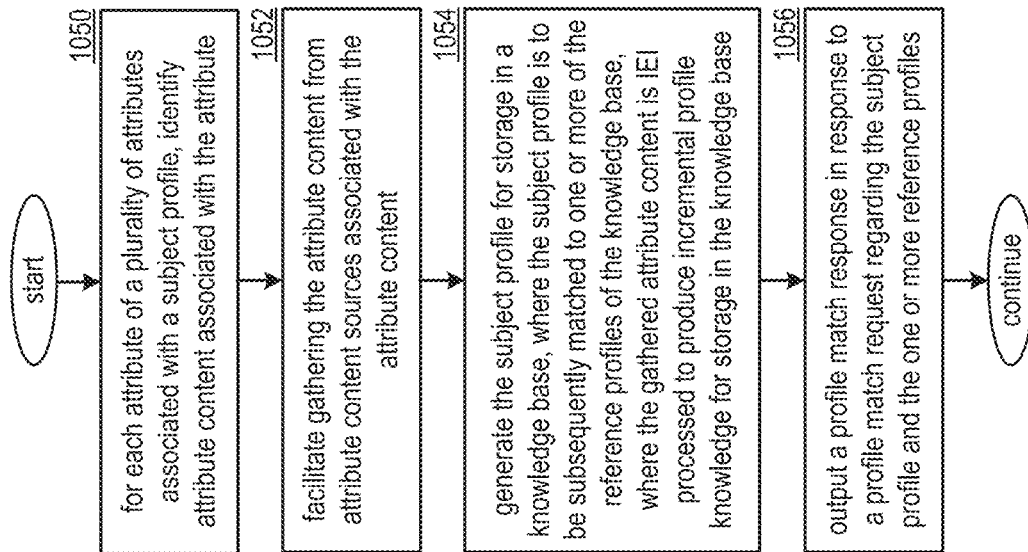 start
1050
for each attribute of a plurality of attributes
associated with a subject profile, identify
attribute content associated with the attribute
1052
facilitate gathering the attribute content from
attribute content sources associated with the
attribute content
1054
generate the subject profile for storage in a
knowledge base, where the subject profile is to
be subsequently matched to one or more of the
reference profiles of the knowledge base,
where the gathered attribute content is IEI
processed to produce incremental profile
knowledge for storage in the knowledge base
1056
output a profile match response in response to
a profile match request regarding the subject
profile and the one or more reference profiles
continue